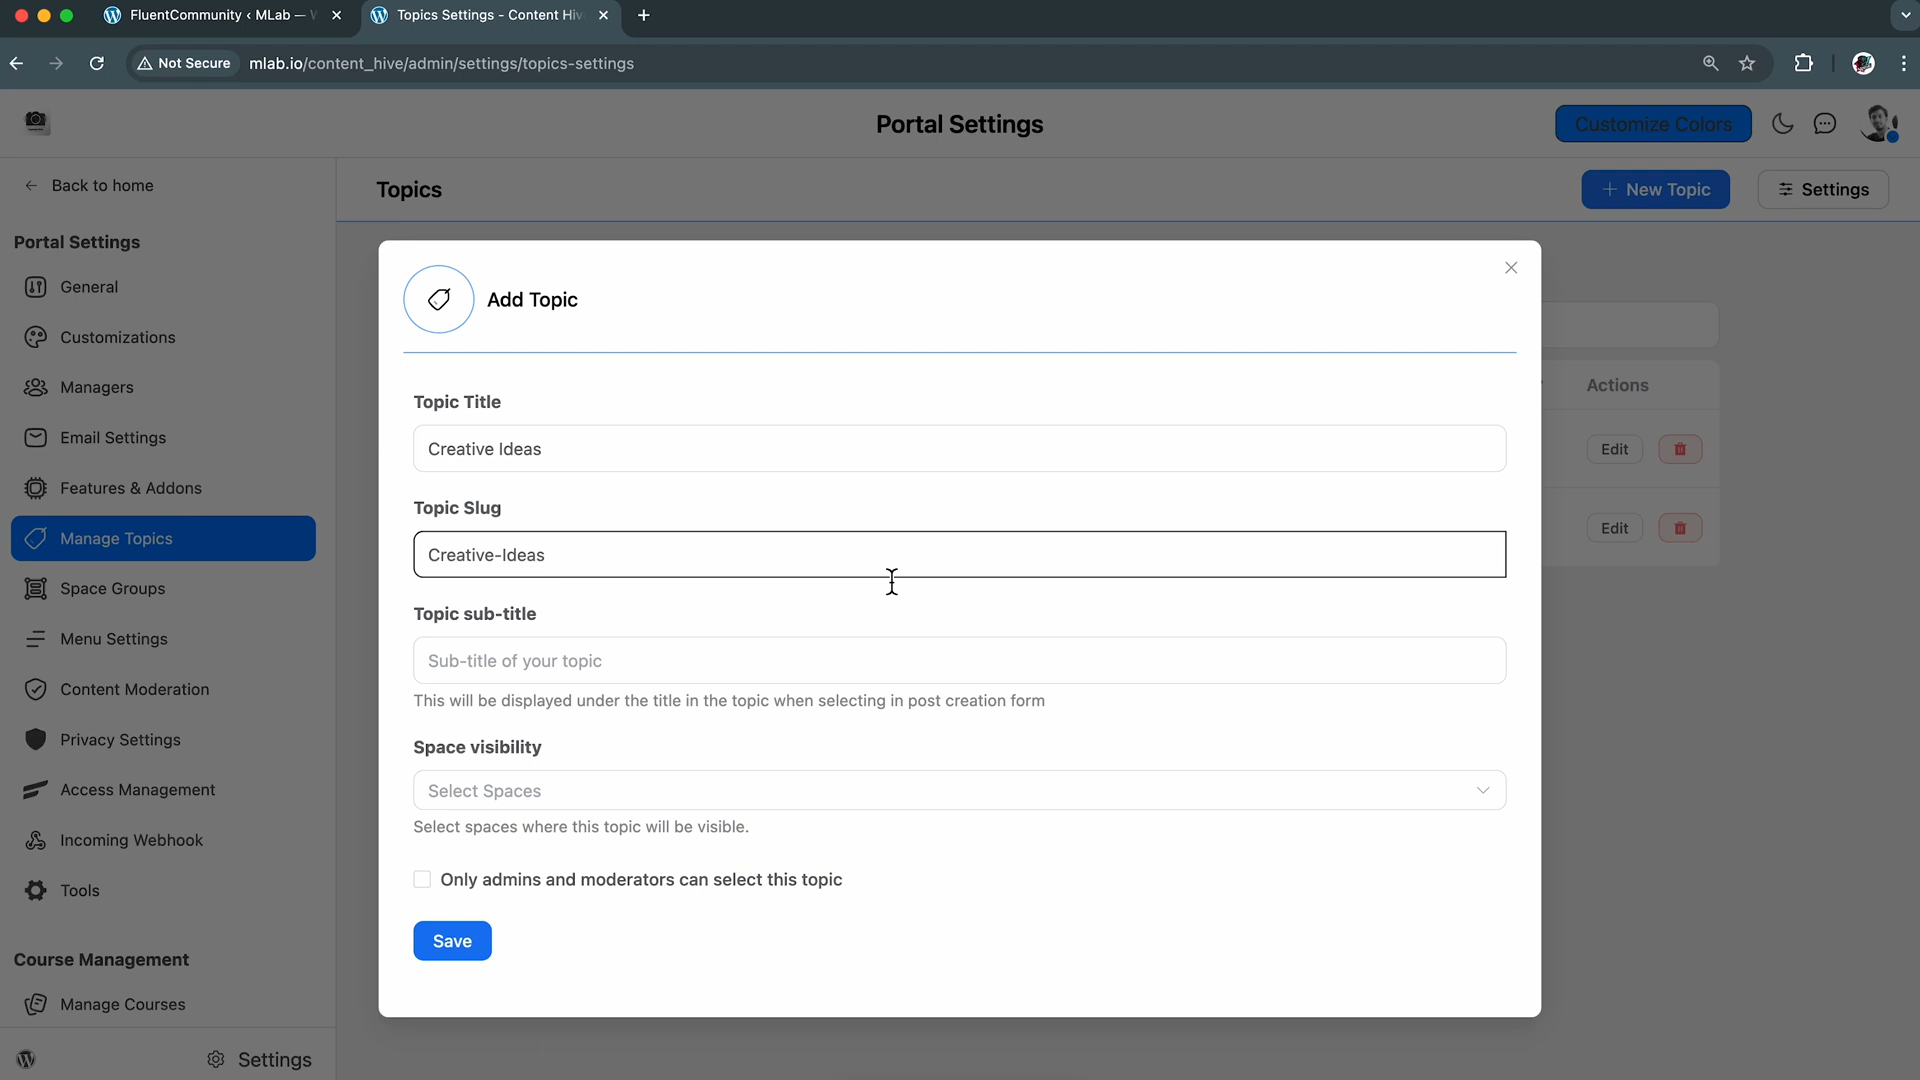 FluentCommunity ‹ MLab —
Topics Settings - Content Hiv
Not Secure
mlab.io/content_hive/admin/settings/topics-settings
Portal Settings
Customize Colors
Back to home
Topics
New Topic
Settings
Portal Settings
General
Customizations
Managers
Email Settings
Features & Addons
Manage Topics
Space Groups
Menu Settings
Content Moderation
Privacy Settings
Access Management
Incoming Webhook
Tools
Course Management
Manage Courses
Settings
Add Topic
Topic Title
Creative Ideas
Topic Slug
Creative-Ideas
Topic sub-title
Sub-title of your topic
This will be displayed under the title in the topic when selecting in post creation form
Space visibility
Select Spaces
Select spaces where this topic will be visible.
Only admins and moderators can select this topic
Save
Actions
Edit
Edit